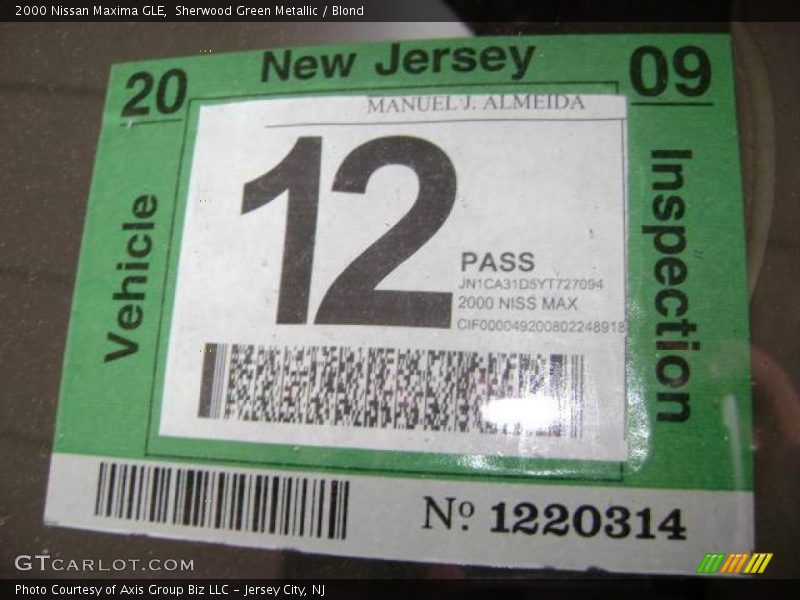 2000 Nissan Maxima GLE, Sherwood Green Metallic / Blond
New Jersey
20
09
MANUEL J. ALMEIDA
12
Vehicle
Inspection
PASS
JN1CA31D5YT727094
2000 NISS MAX
CIF000049200802248918
Nº 1220314
GTCARLOT.COM
Photo Courtesy of Axis Group Biz LLC – Jersey City, NJ